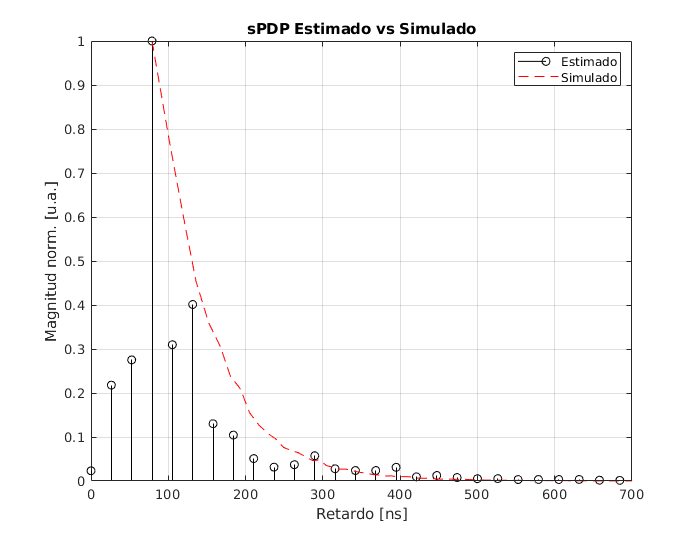 sPDP Estimado vs Simulado
Estimado
Simulado
Magnitud norm. [u.a.]
1
0.9
0.8
0.7
0.6
0.5
0.4
0.3
0.2
0.1
0
0 100 200 300 400 500 600 700
Retardo [ns]